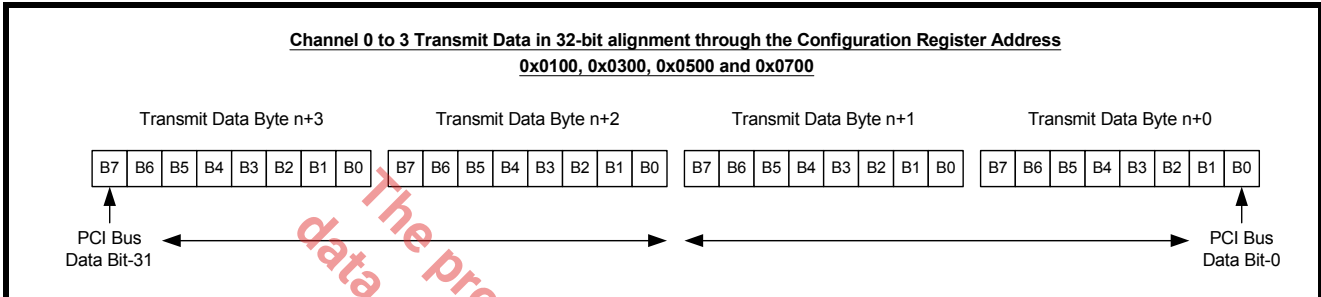 Channel 0 to 3 Transmit Data in 32-bit alignment through the Configuration Register Address
0x0100, 0x0300, 0x0500 and 0x0700
Transmit Data Byte n+3 Transmit Data Byte n+2 Transmit Data Byte n+1 Transmit Data Byte n+0
B7 B6 B5 B4 B3 B2 B1 B0 B7 B6 B5 B4 B3 B2 B1 B0 B7 B6 B5 B4 B3 B2 B1 B0 B7 B6 B5 B4 B3 B2 B1 B0
PCI Bus
Data Bit-31
PCI Bus
Data Bit-0
The pro
data